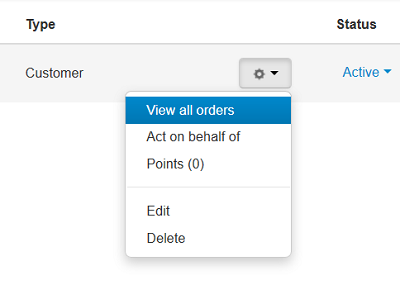 Type Status
Customer Active
View all orders
Act on behalf of
Points (0)
Edit
Delete